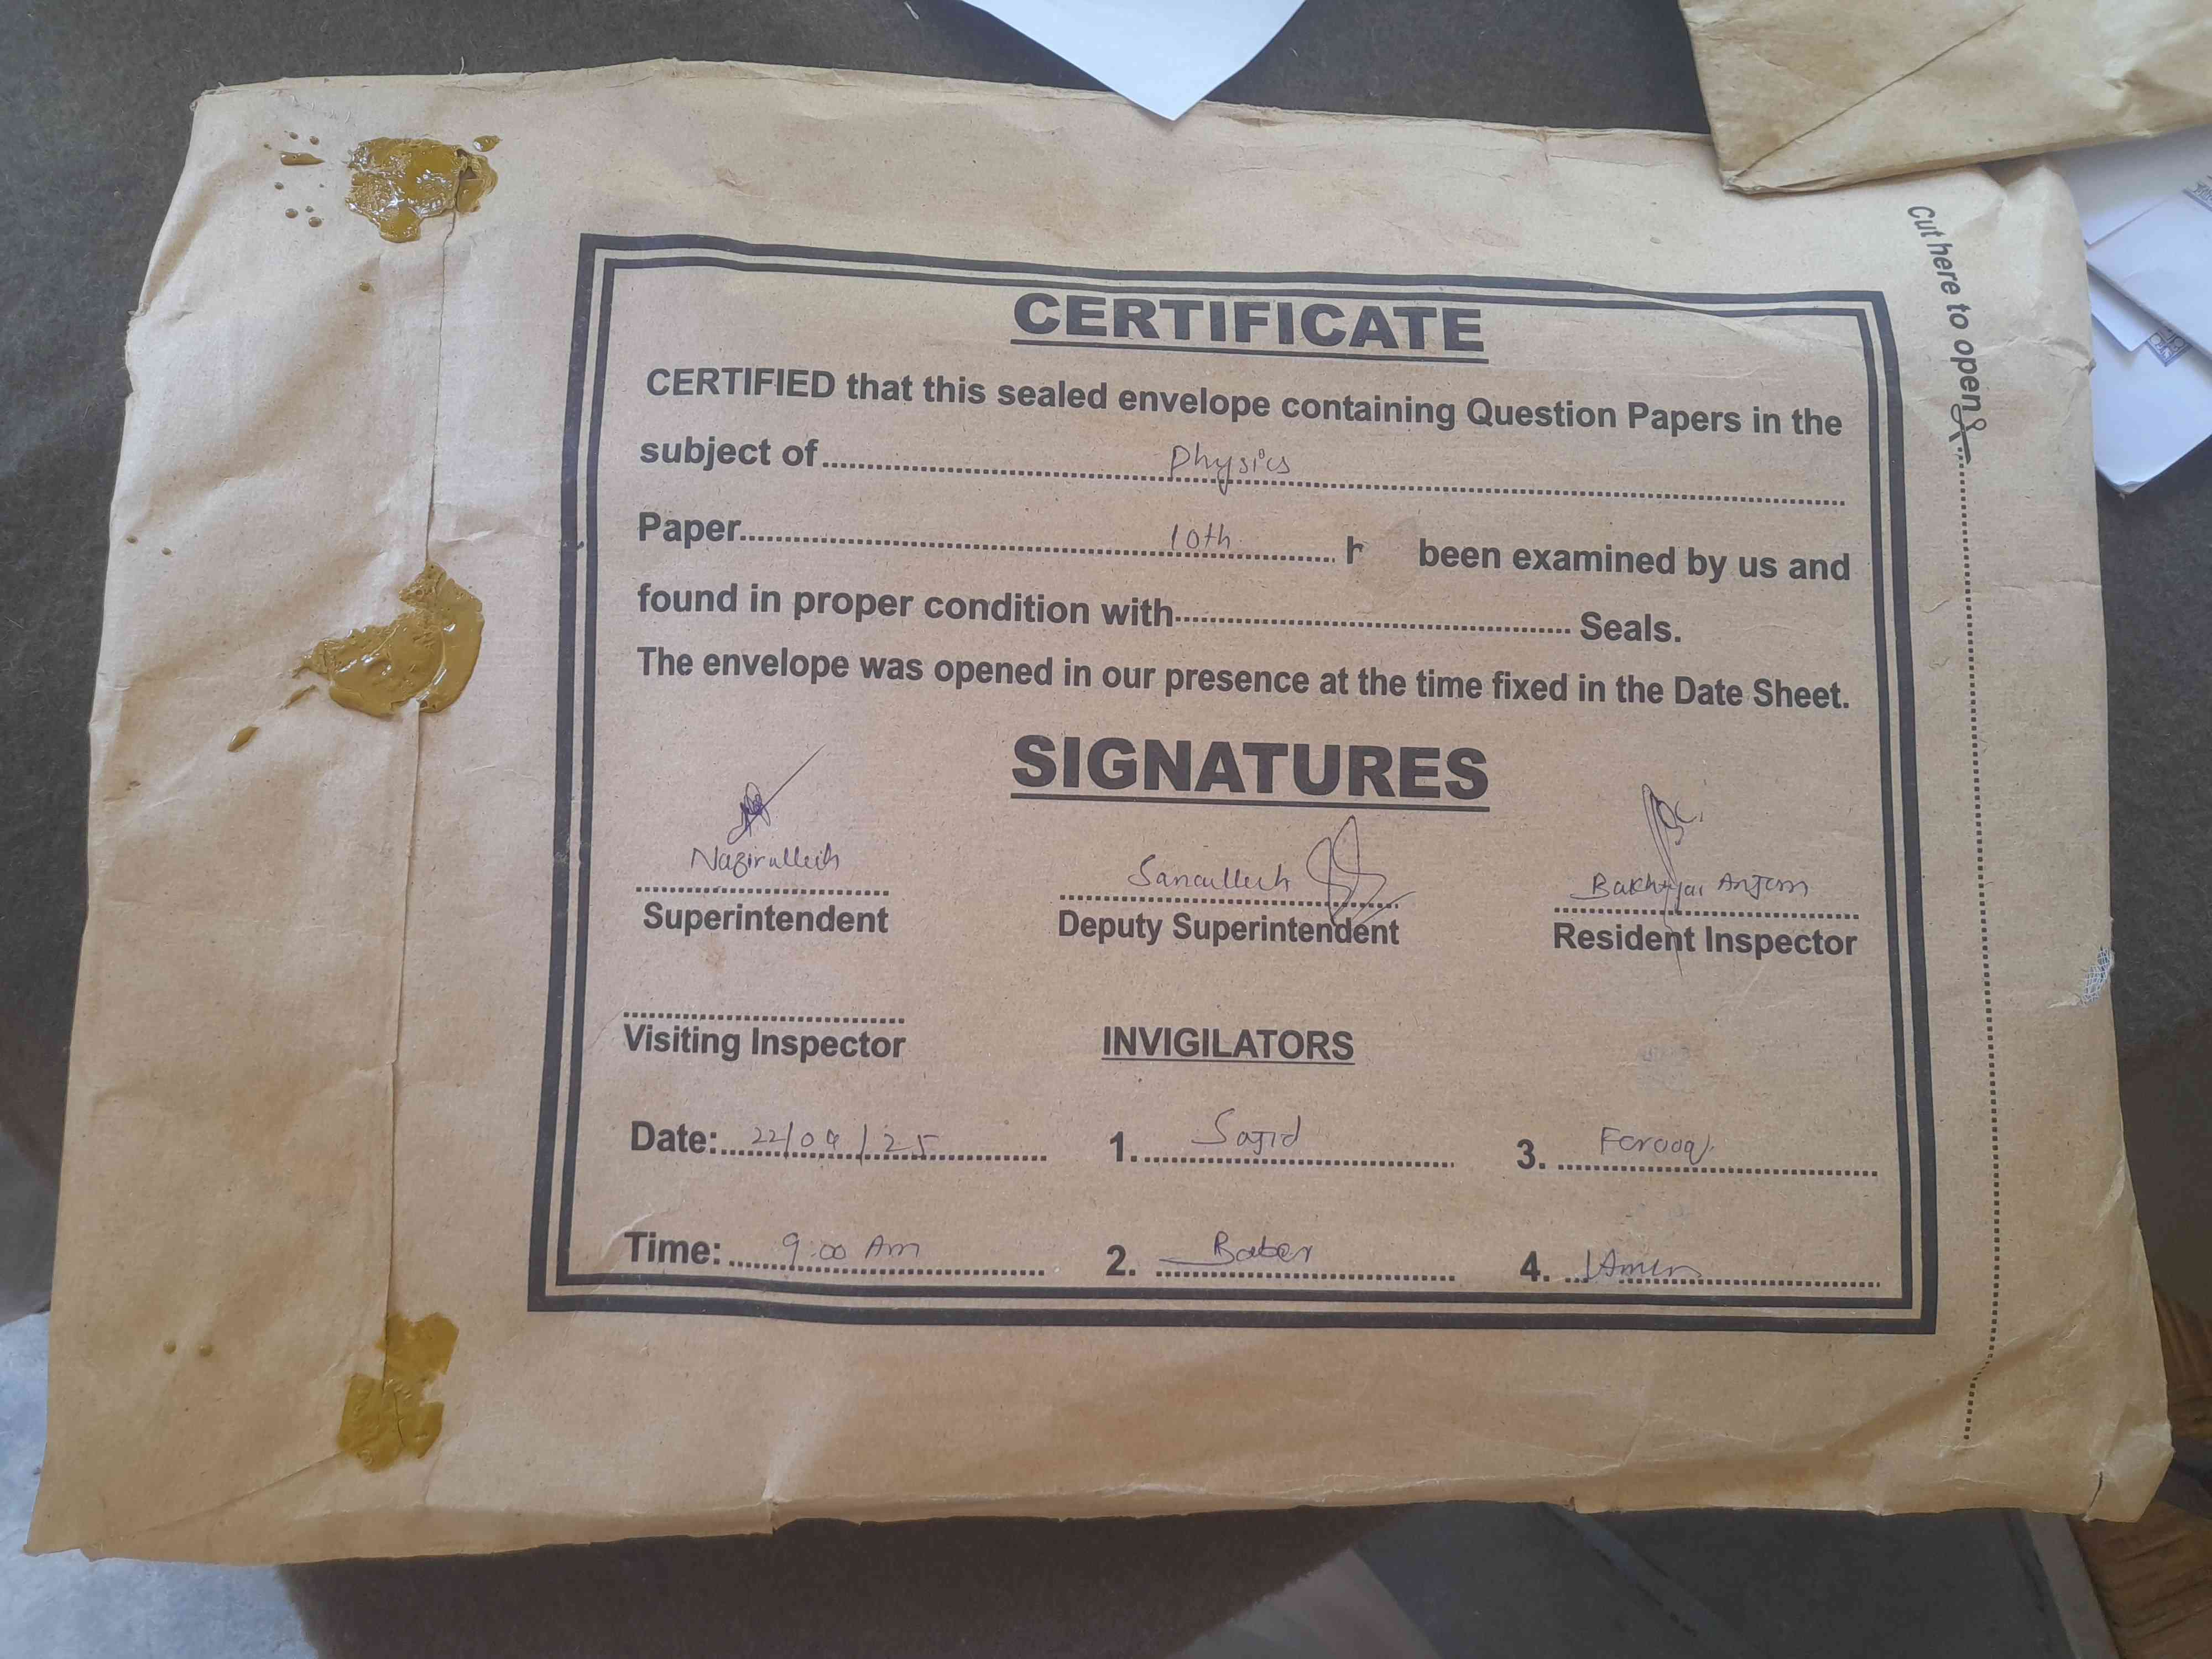 Cut here to open
CERTIFICATE
CERTIFIED that this sealed envelope containing Question Papers in the
subject of Physics
Paper 10th h been examined by us and
found in proper condition with Seals.
The envelope was opened in our presence at the time fixed in the Date Sheet.
SIGNATURES
Nazirullah Sanaullah Bakhtyar Anjum
Superintendent Deputy Superintendent Resident Inspector
Visiting Inspector INVIGILATORS
Date: 22/04/25 1. Sajid 3. Farooq
Time: 9:00 Am 2. Baber 4.